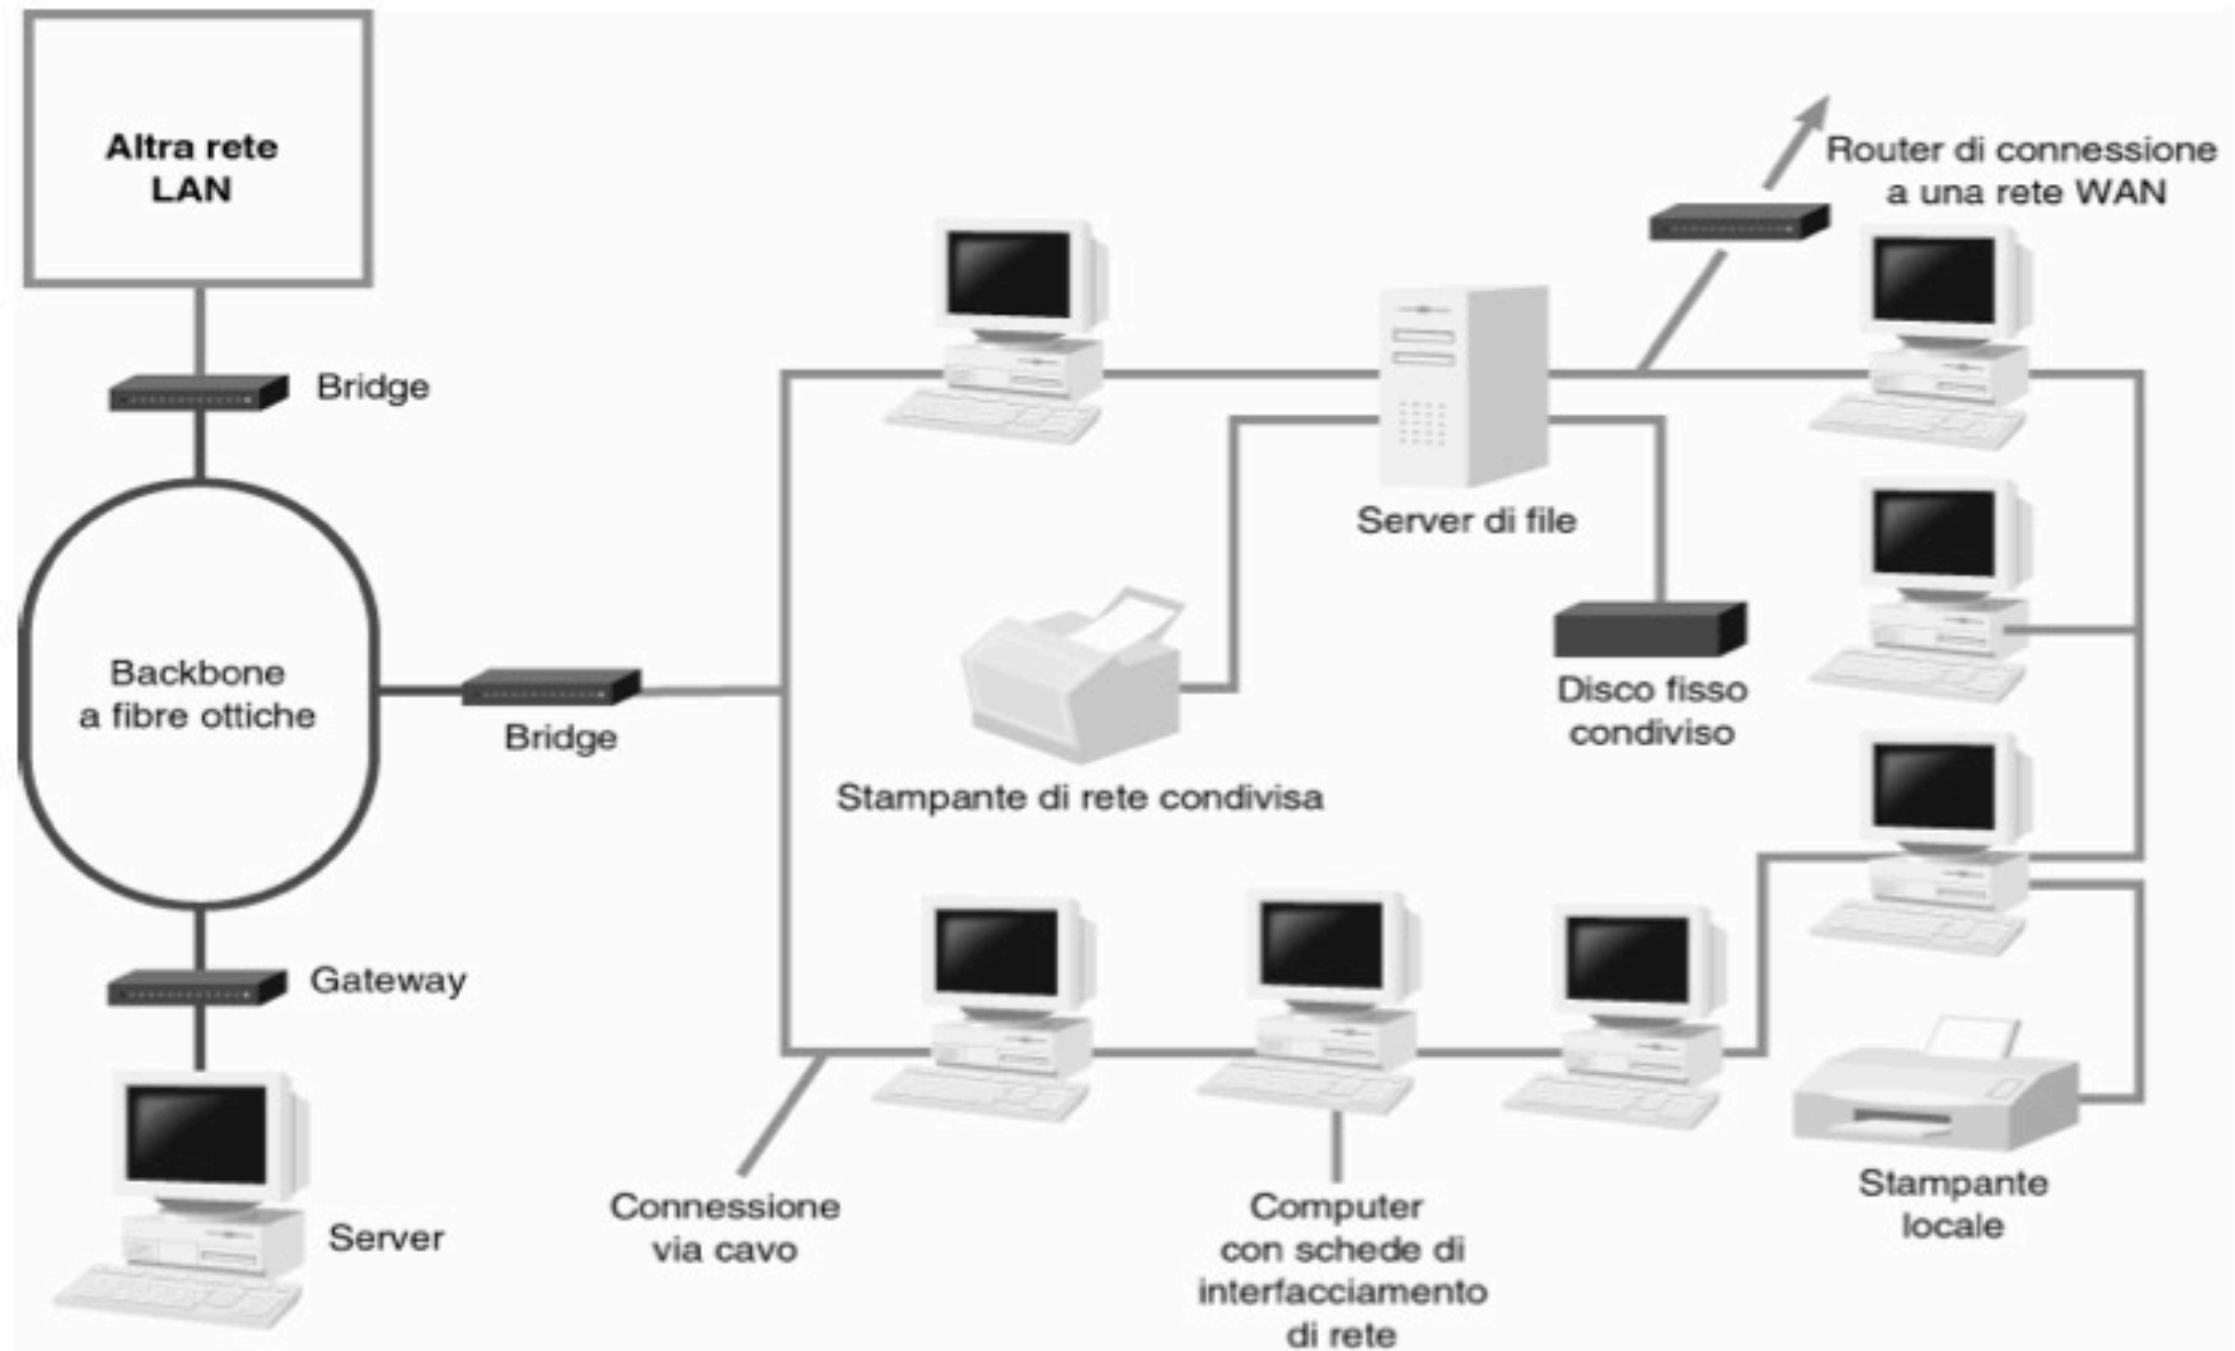 Altra rete
LAN
Router di connessione
a una rete WAN
Bridge
Server di file
Backbone
a fibre ottiche
Bridge
Disco fisso
condiviso
Stampante di rete condivisa
Gateway
Server
Connessione
via cavo
Computer
con schede di
interfacciamento
di rete
Stampante
locale